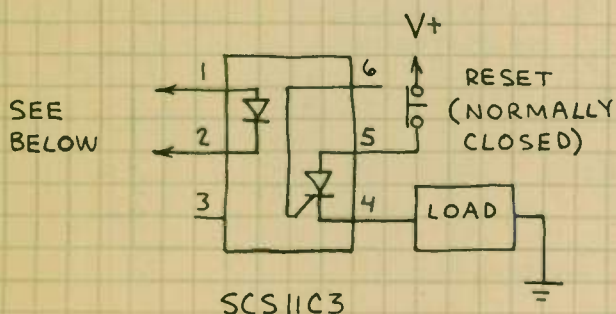 V+
RESET
(NORMALLY
CLOSED)
SEE
BELOW
1
2
3
6
5
4
LOAD
SCS11C3